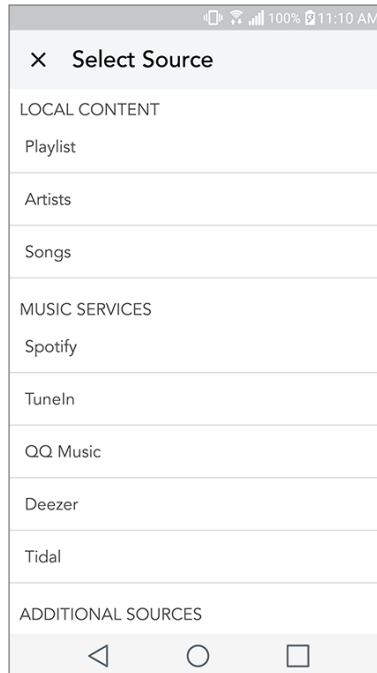 100% 11:10 AM
Select Source
LOCAL CONTENT
Playlist
Artists
Songs
MUSIC SERVICES
Spotify
TuneIn
QQ Music
Deezer
Tidal
ADDITIONAL SOURCES